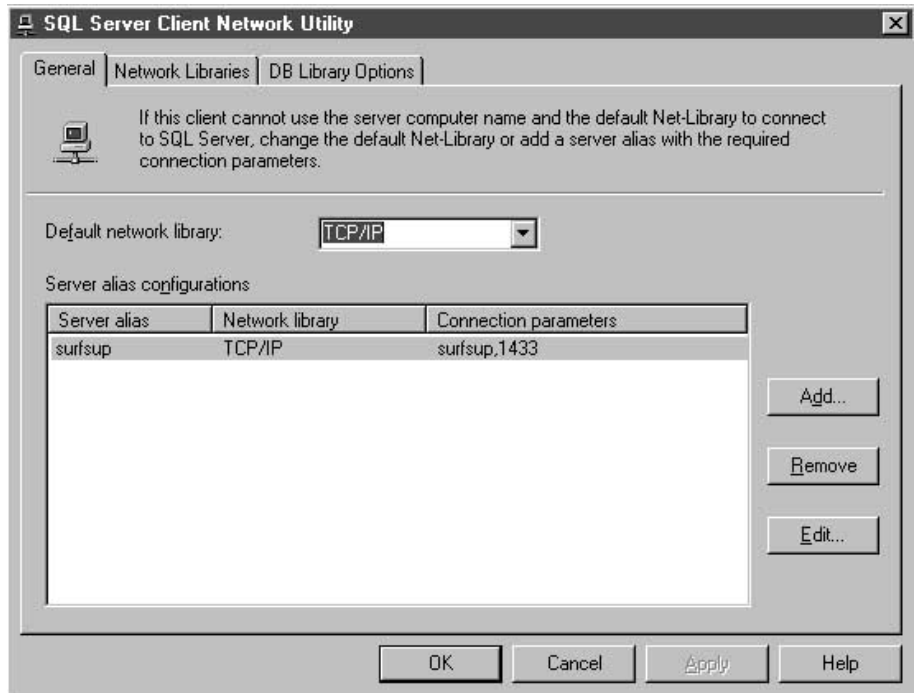 SQL Server Client Network Utility
General Network Libraries DB Library Options
If this client cannot use the server computer name and the default Net-Library to connect
to SQL Server, change the default Net-Library or add a server alias with the required
connection parameters.
Default network library: TCP/IP
Server alias configurations
Server alias Network library Connection parameters
surfsup TCP/IP surfsup,1433
Add...
Remove
Edit...
OK Cancel Apply Help